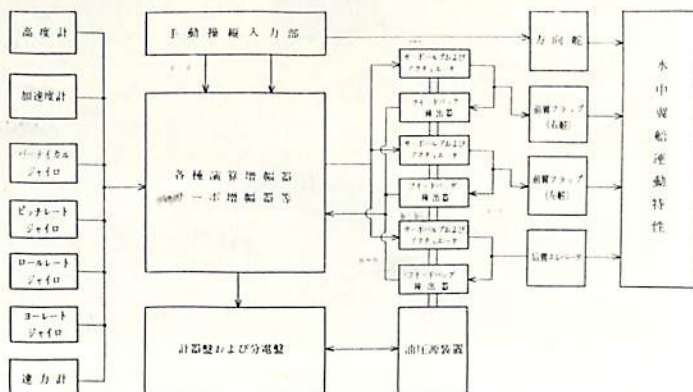 高度計
加速度計
バーティカル
ジャイロ
ピッチレート
ジャイロ
ロールレート
ジャイロ
ヨーレート
ジャイロ
速力計
手動操縦入力部
各種演算増幅器
ーボ増幅器等
計器盤および分電盤
サーボバルブおよび
アクチュエータ
フィードバック
検出器
サーボバルブおよび
アクチュエータ
フィードバック
検出器
サーボバルブおよび
アクチュエータ
フィードバック
検出器
油圧源装置
方向舵
前翼フラップ
(右舷)
前翼フラップ
(左舷)
后翼エレベータ
水中翼船運動特性